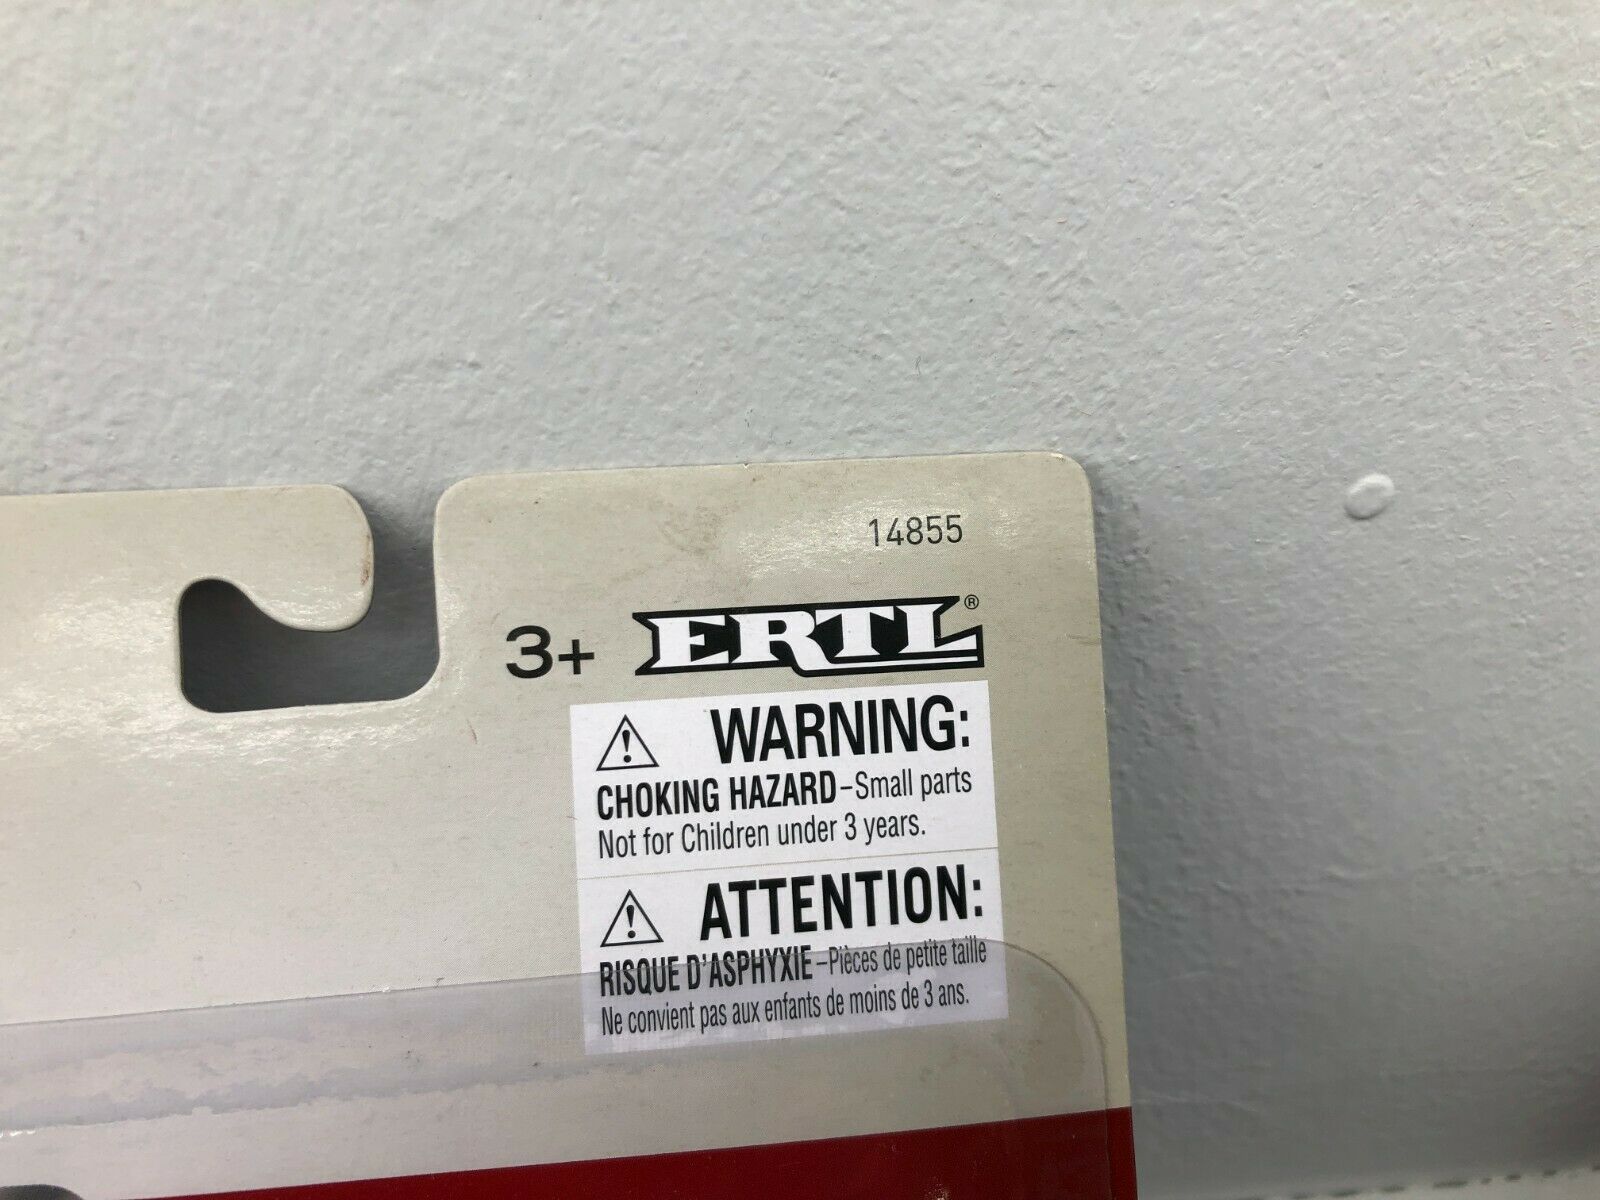 14855
3+ ERTL®
WARNING:
CHOKING HAZARD–Small parts
Not for Children under 3 years.
ATTENTION:
RISQUE D'ASPHYXIE–Pièces de petite taille
Ne convient pas aux enfants de moins de 3 ans.